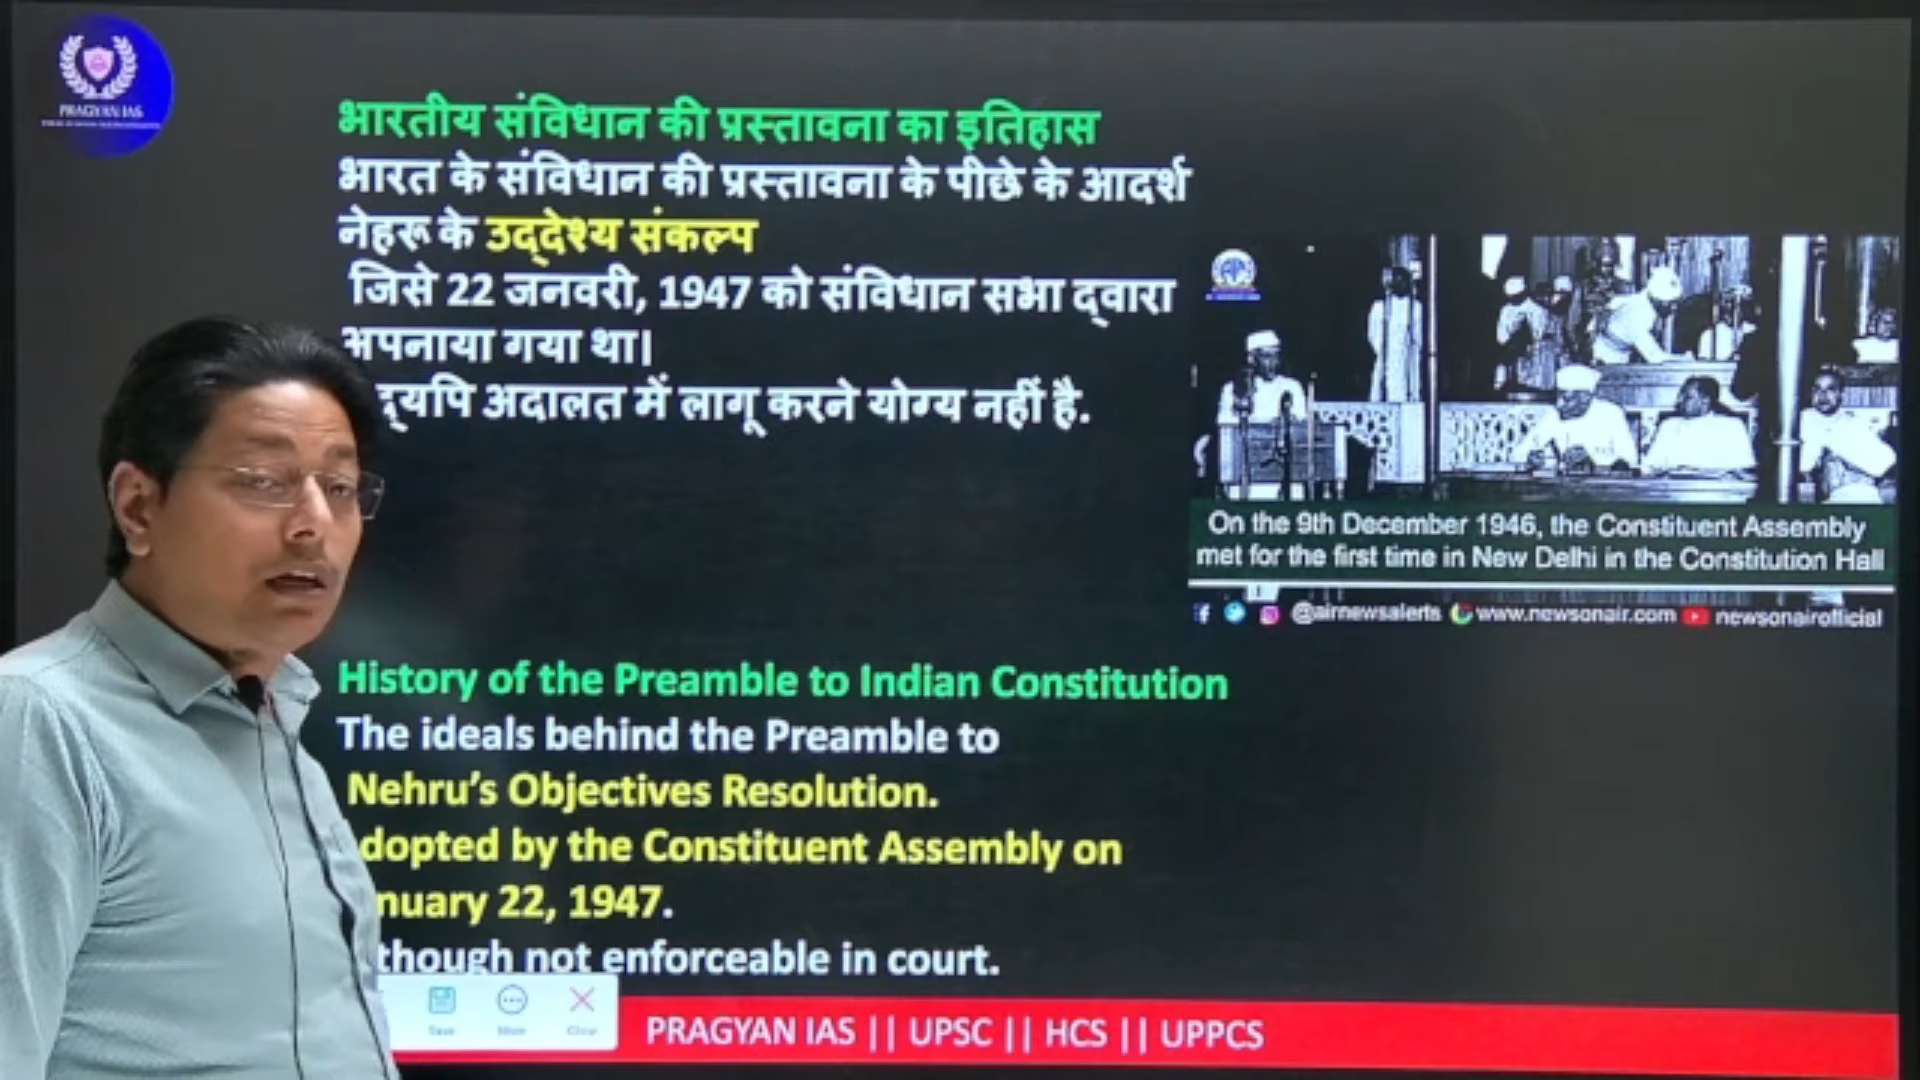 PRAGYAN IAS
भारतीय संविधान की प्रस्तावना का इतिहास
भारत के संविधान की प्रस्तावना के पीछे के आदर्श
नेहरू के उद्देश्य संकल्प
जिसे 22 जनवरी, 1947 को संविधान सभा द्वारा
अपनाया गया था।
द्यपि अदालत में लागू करने योग्य नहीं है.
On the 9th December 1946, the Constituent Assembly
met for the first time in New Delhi in the Constitution Hall
@airnewsalerts www.newsonair.com newsonairofficial
History of the Preamble to Indian Constitution
The ideals behind the Preamble to
Nehru's Objectives Resolution.
dopted by the Constituent Assembly on
nuary 22, 1947.
though not enforceable in court.
Save More Clear
PRAGYAN IAS || UPSC || HCS || UPPCS